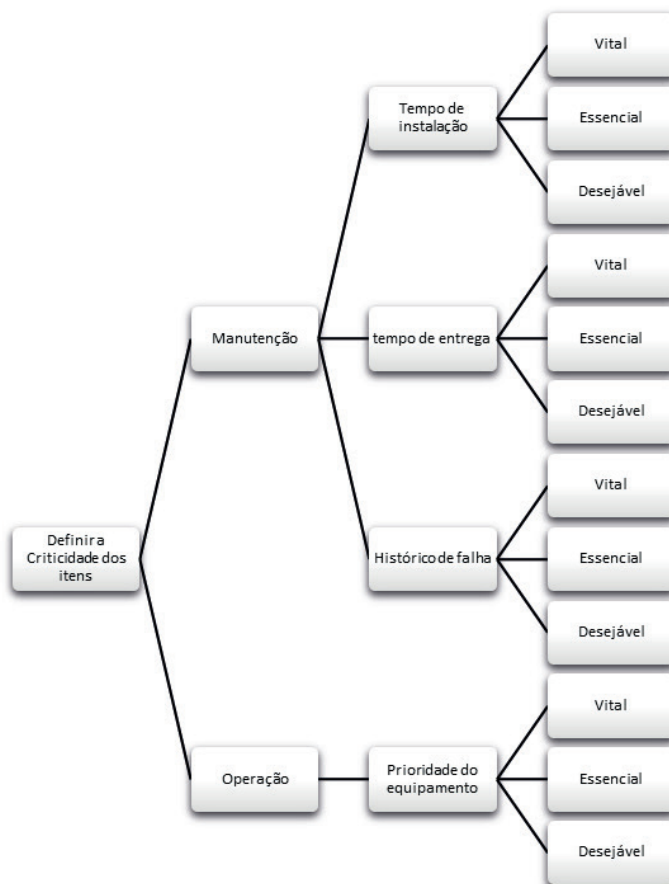 Definir a
Criticidade dos
itens
Manutenção
Tempo de
instalação
Vital
Essencial
Desejável
tempo de entrega
Vital
Essencial
Desejável
Histórico de falha
Vital
Essencial
Desejável
Operação
Prioridade do
equipamento
Vital
Essencial
Desejável